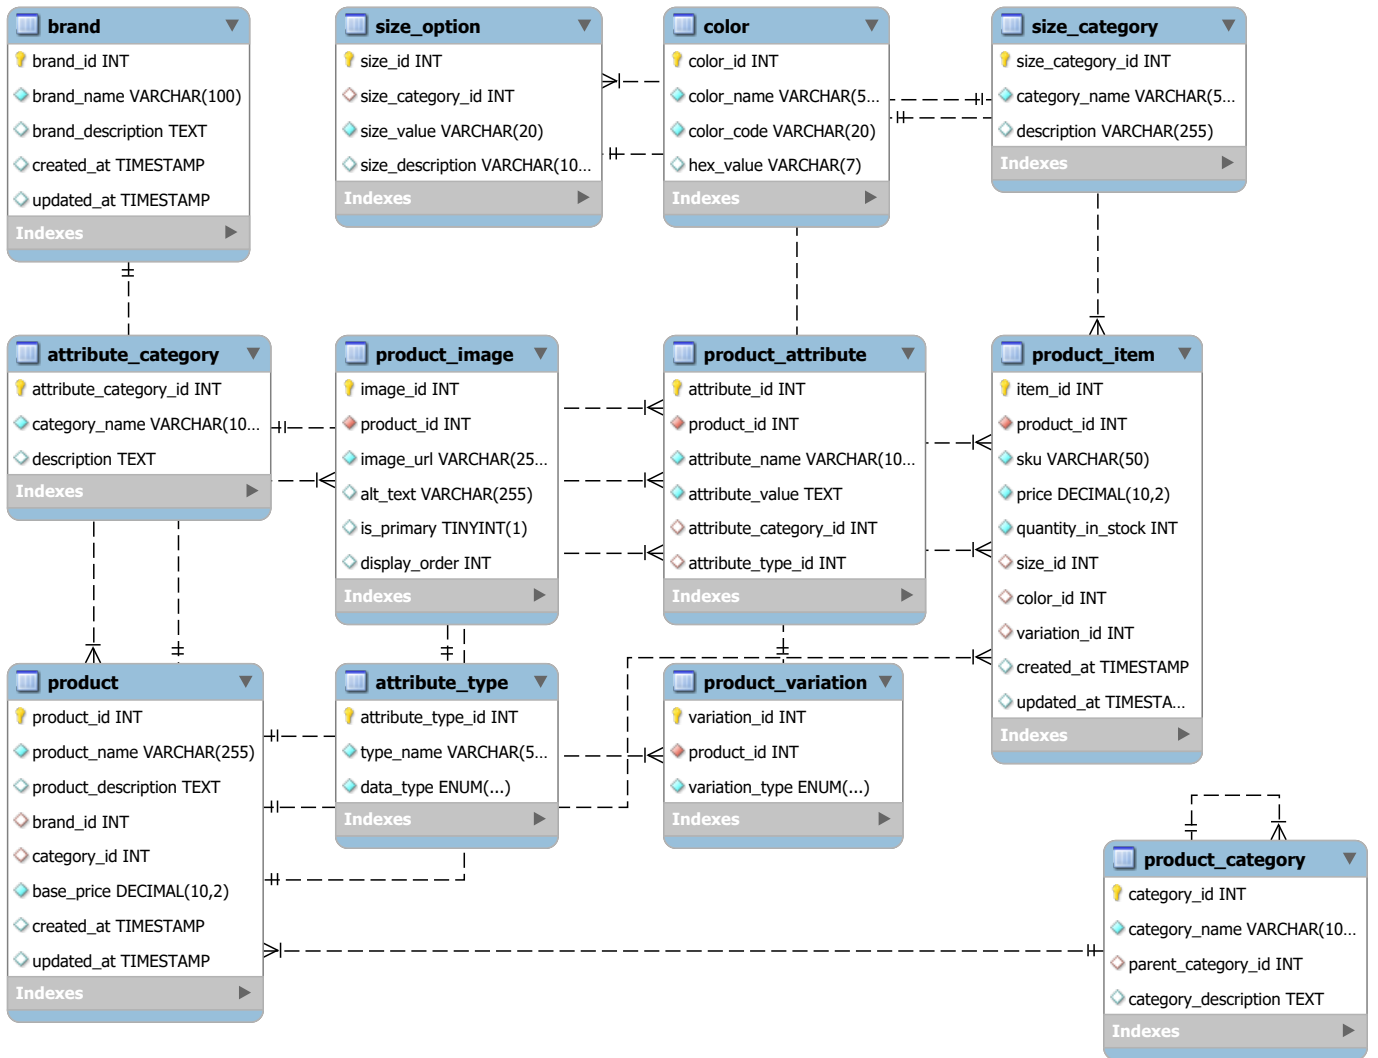 brand
brand_id INT
brand_name VARCHAR(100)
brand_description TEXT
created_at TIMESTAMP
updated_at TIMESTAMP
Indexes
size_option
size_id INT
size_category_id INT
size_value VARCHAR(20)
size_description VARCHAR(10...
Indexes
color
color_id INT
color_name VARCHAR(5...
color_code VARCHAR(20)
hex_value VARCHAR(7)
Indexes
size_category
size_category_id INT
category_name VARCHAR(5...
description VARCHAR(255)
Indexes
attribute_category
attribute_category_id INT
category_name VARCHAR(10...
description TEXT
Indexes
product_image
image_id INT
product_id INT
image_url VARCHAR(25...
alt_text VARCHAR(255)
is_primary TINYINT(1)
display_order INT
Indexes
product_attribute
attribute_id INT
product_id INT
attribute_name VARCHAR(10...
attribute_value TEXT
attribute_category_id INT
attribute_type_id INT
Indexes
product_item
item_id INT
product_id INT
sku VARCHAR(50)
price DECIMAL(10,2)
quantity_in_stock INT
size_id INT
color_id INT
variation_id INT
created_at TIMESTAMP
updated_at TIMESTA...
Indexes
product
product_id INT
product_name VARCHAR(255)
product_description TEXT
brand_id INT
category_id INT
base_price DECIMAL(10,2)
created_at TIMESTAMP
updated_at TIMESTAMP
Indexes
attribute_type
attribute_type_id INT
type_name VARCHAR(5...
data_type ENUM(...)
Indexes
product_variation
variation_id INT
product_id INT
variation_type ENUM(...)
Indexes
product_category
category_id INT
category_name VARCHAR(10...
parent_category_id INT
category_description TEXT
Indexes